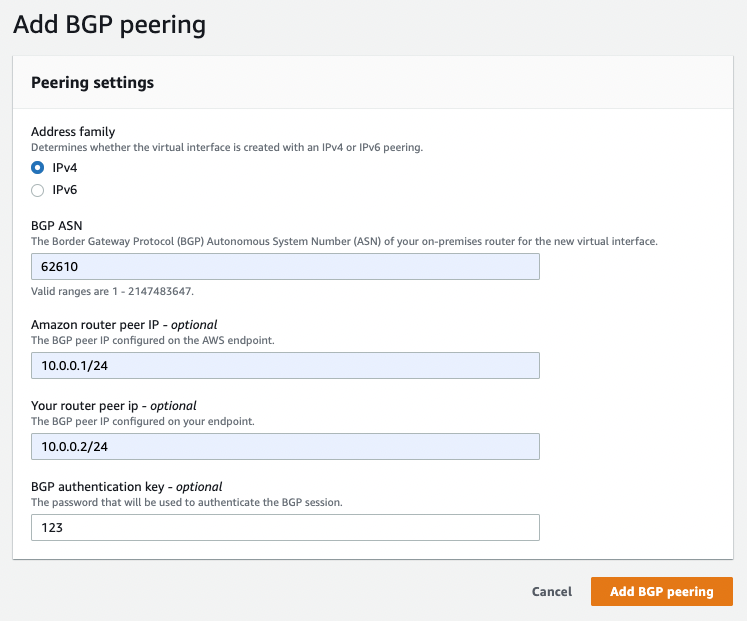 Add BGP peering
Peering settings
Address family
Determines whether the virtual interface is created with an IPv4 or IPv6 peering.
IPv4
IPv6
BGP ASN
The Border Gateway Protocol (BGP) Autonomous System Number (ASN) of your on-premises router for the new virtual interface.
62610
Valid ranges are 1 - 2147483647.
Amazon router peer IP - optional
The BGP peer IP configured on the AWS endpoint.
10.0.0.1/24
Your router peer ip - optional
The BGP peer IP configured on your endpoint.
10.0.0.2/24
BGP authentication key - optional
The password that will be used to authenticate the BGP session.
123
Cancel
Add BGP peering